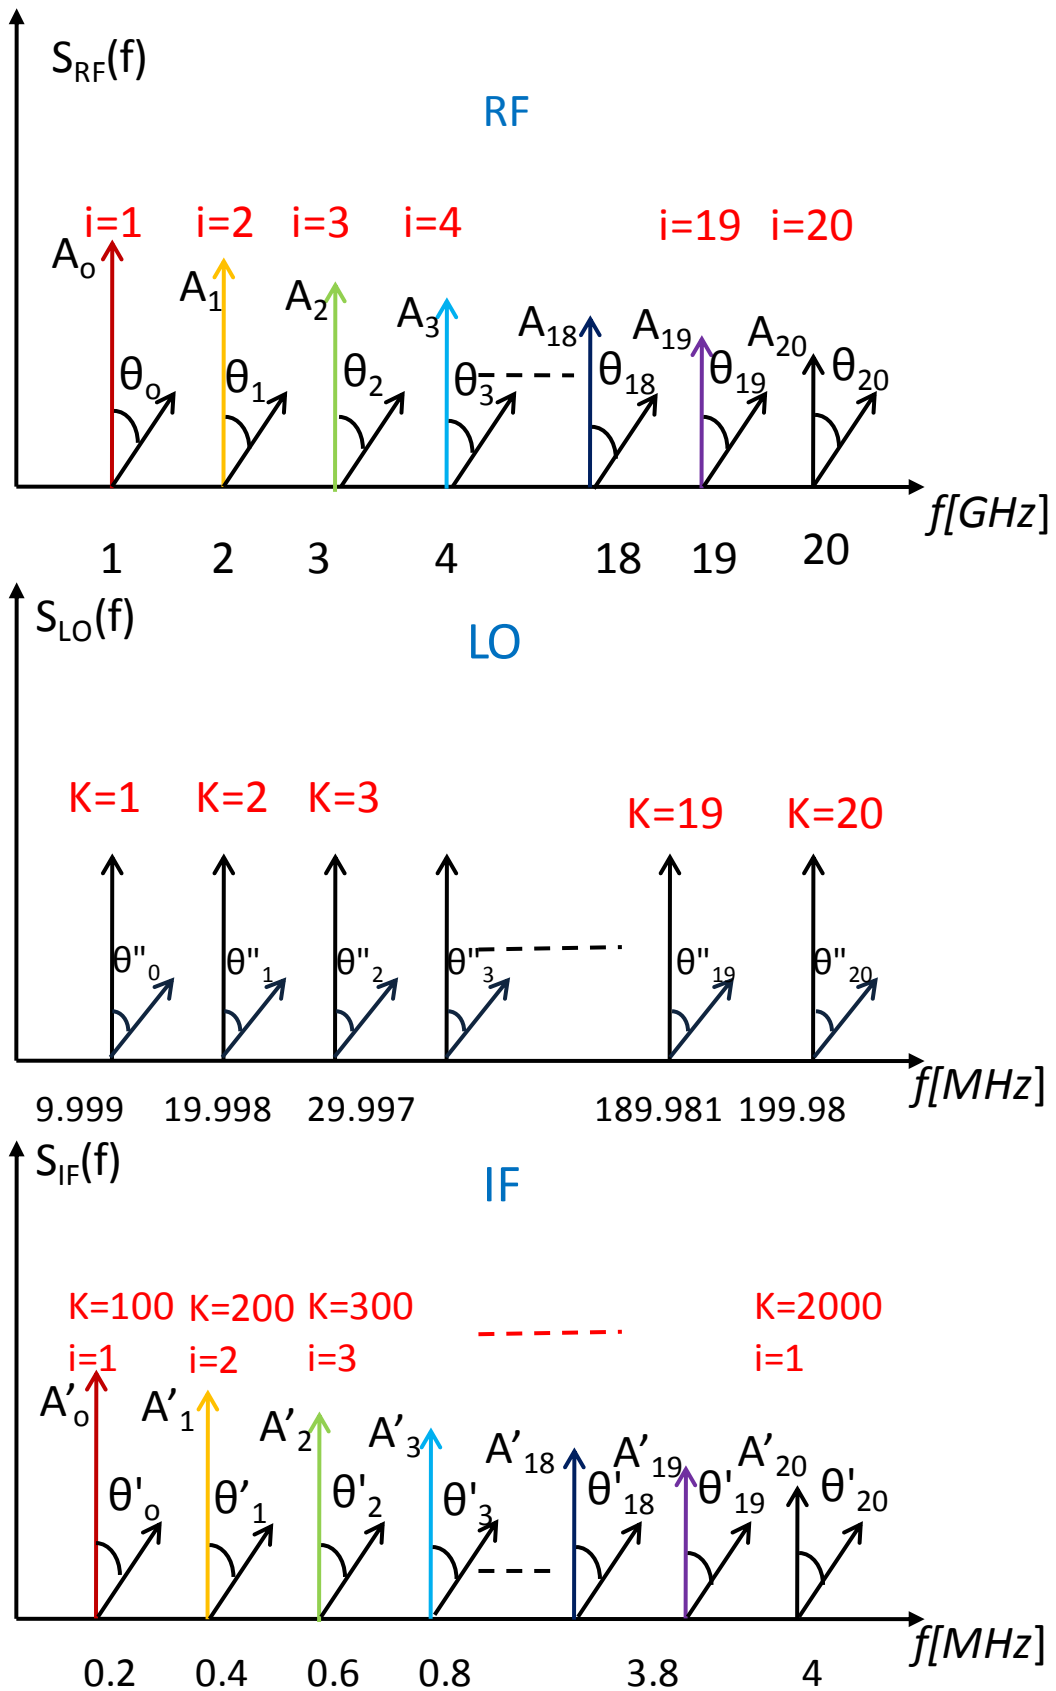 S_RF(f)
RF
i=1 i=2 i=3 i=4 i=19 i=20
A_o A_1 A_2 A_3 A_18 A_19 A_20
θ_o θ_1 θ_2 θ_3 θ_18 θ_19 θ_20
f[GHz]
1 2 3 4 18 19 20
S_LO(f)
LO
K=1 K=2 K=3 K=19 K=20
θ"_0 θ"_1 θ"_2 θ"_3 θ"_19 θ"_20
f[MHz]
9.999 19.998 29.997 189.981 199.98
S_IF(f)
IF
K=100 K=200 K=300 K=2000
i=1 i=2 i=3 i=1
A’_o A’_1 A’_2 A’_3 A’_18 A’_19 A’_20
θ'_o θ’_1 θ'_2 θ'_3 θ'_18 θ'_19 θ'_20
f[MHz]
0.2 0.4 0.6 0.8 3.8 4